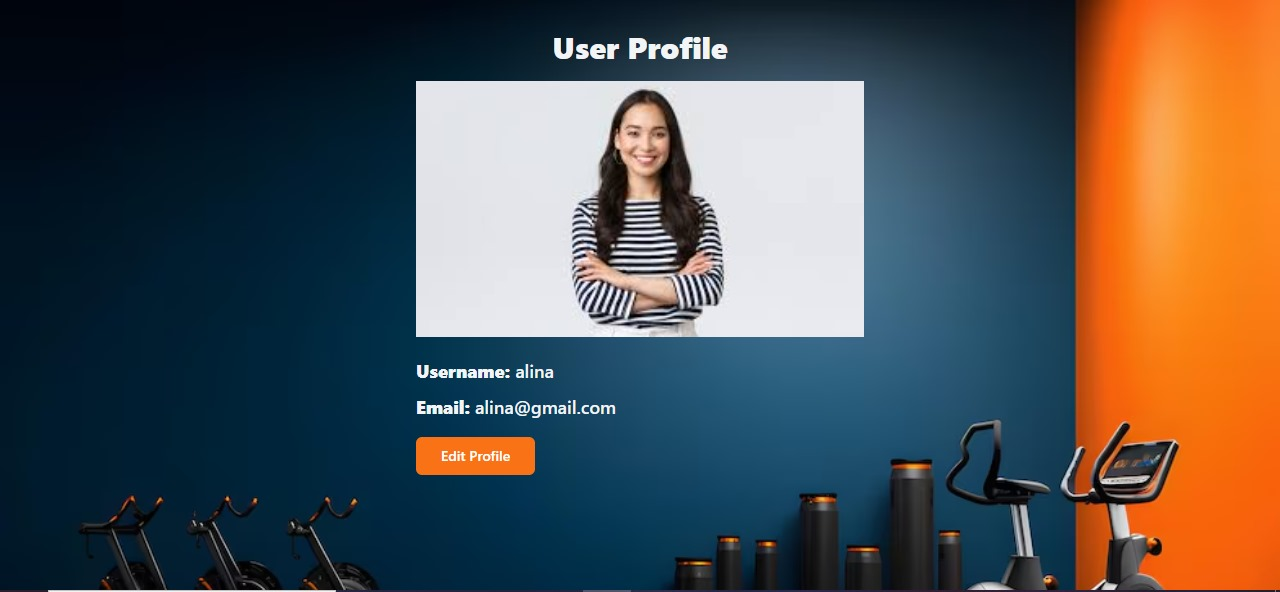 User Profile
Username: alina
Email: alina@gmail.com
Edit Profile